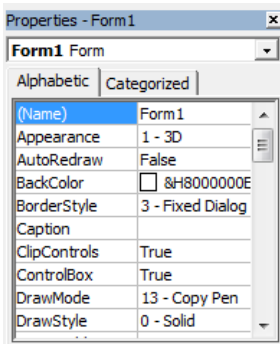 Properties - Form1
Form1 Form
Alphabetic Categorized
(Name) Form1
Appearance 1 - 3D
AutoRedraw False
BackColor &H8000000E
BorderStyle 3 - Fixed Dialog
Caption
ClipControls True
ControlBox True
DrawMode 13 - Copy Pen
DrawStyle 0 - Solid